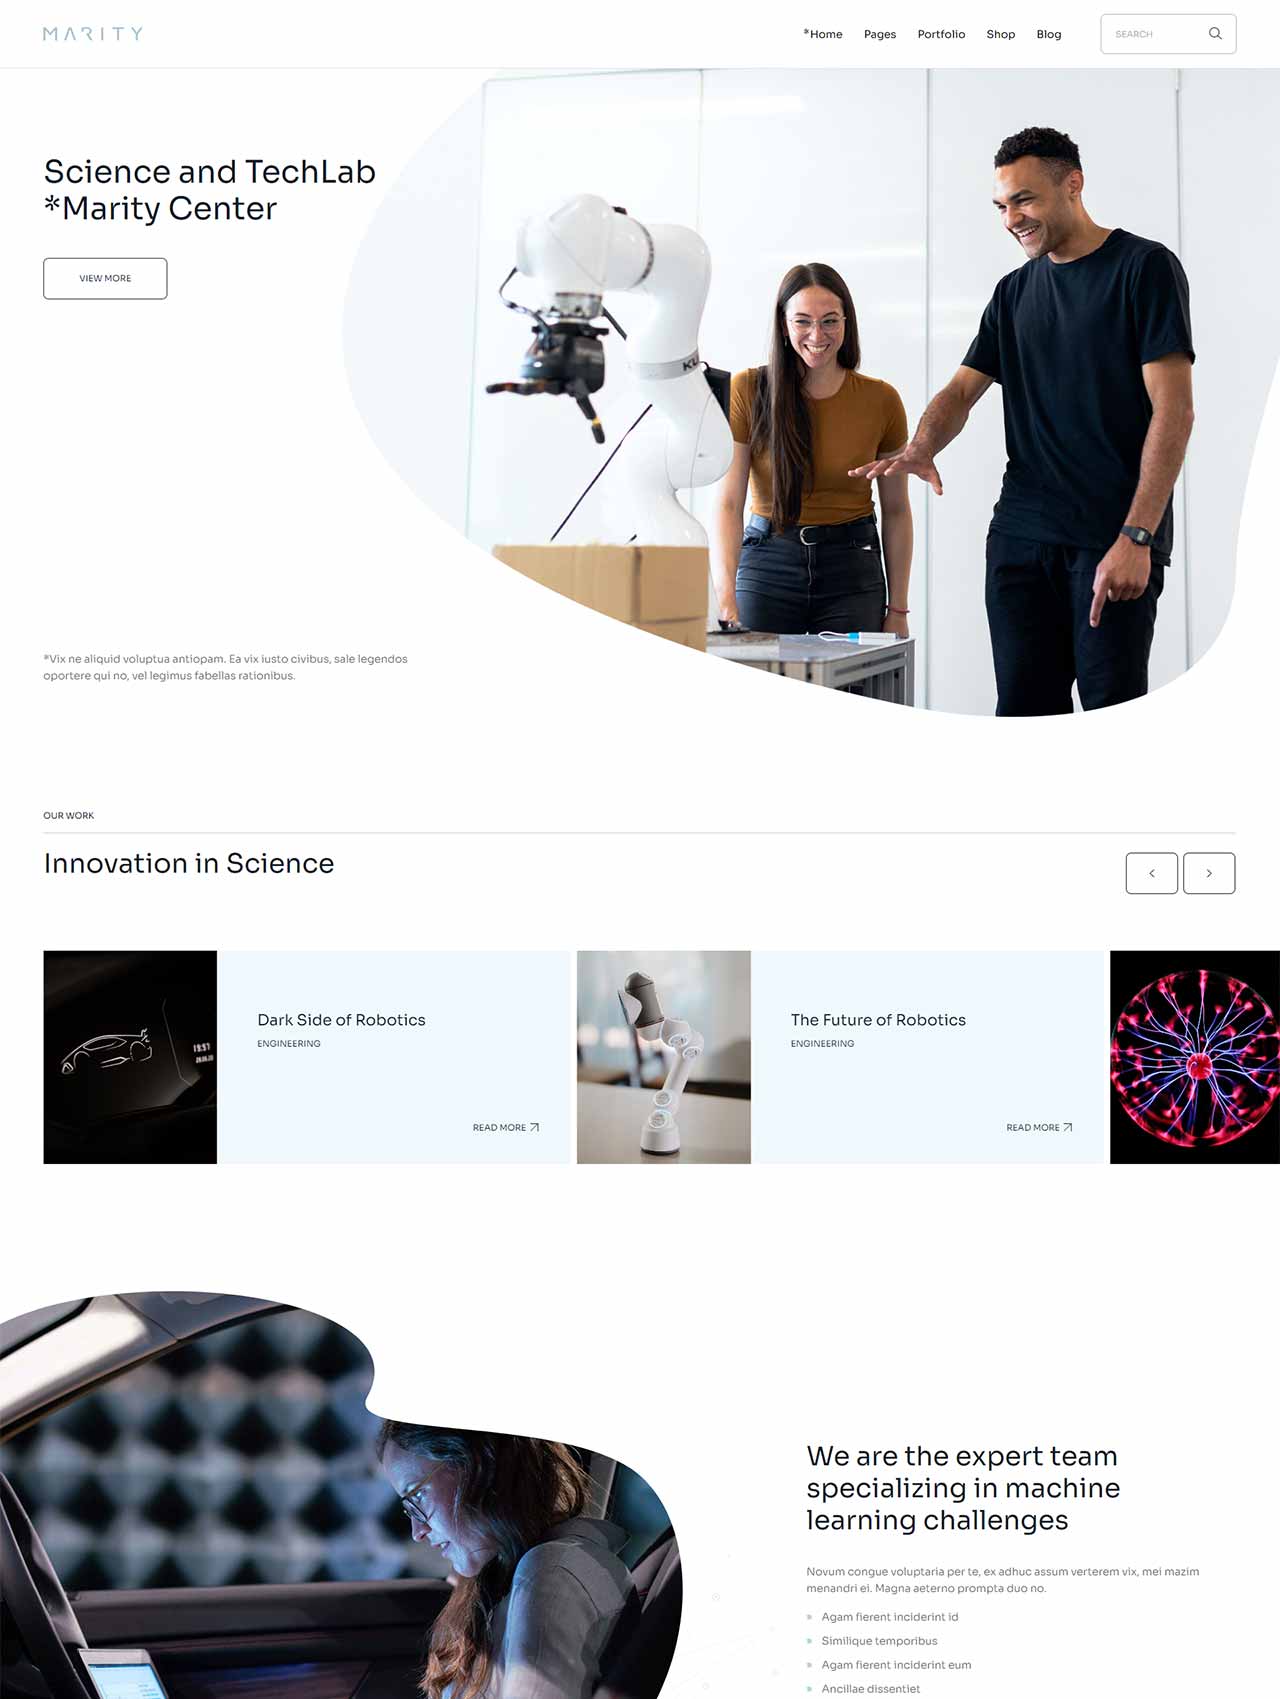 MARITY
*Home Pages Portfolio Shop Blog SEARCH
Science and TechLab
*Marity Center
VIEW MORE
*Vix ne aliquid voluptua antiopam. Ea vix iusto civibus, sale legendos
oportere qui no, vel legimus fabellas rationibus.
OUR WORK
Innovation in Science
Dark Side of Robotics
ENGINEERING
READ MORE
The Future of Robotics
ENGINEERING
READ MORE
19:57
We are the expert team
specializing in machine
learning challenges
Novum congue voluptaria per te, ex adhuc assum verterem vix, mei mazim
menandri ei. Magna aeterno prompta duo no.
Agam fierent inciderint id
Similique temporibus
Agam fierent inciderint eum
Ancillae dissentiet